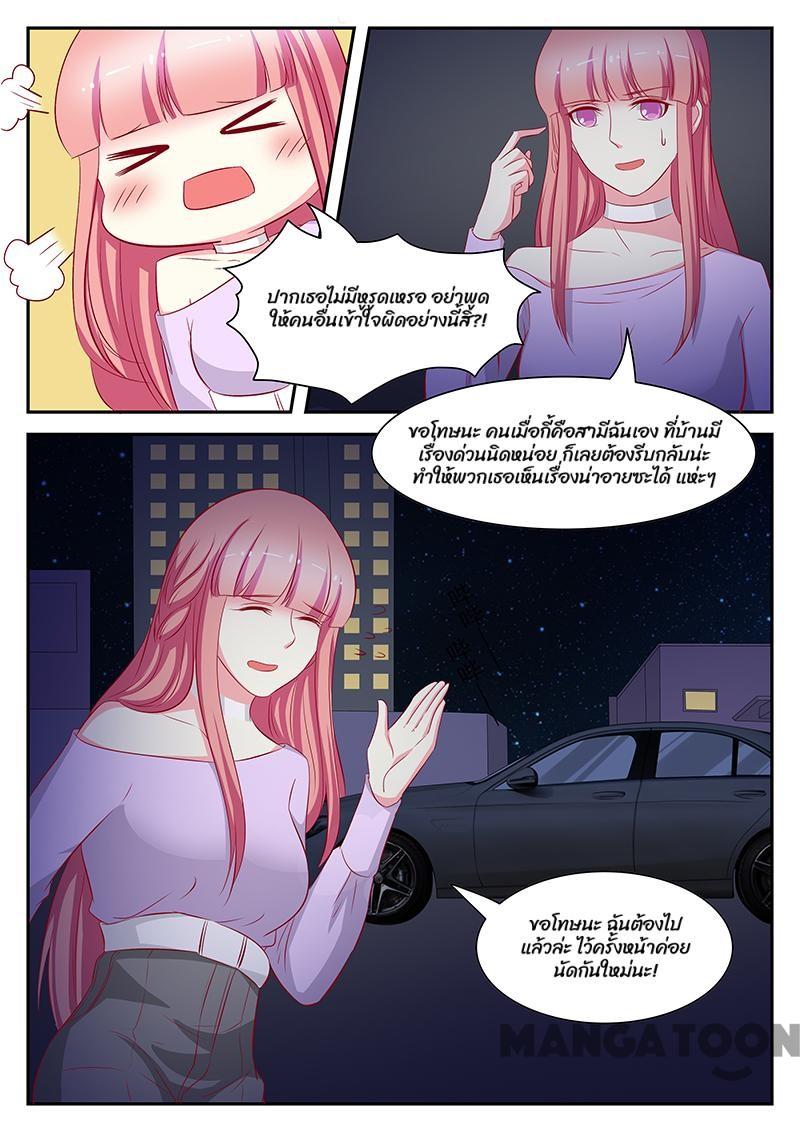 ปากเธอไม่มีหูรูดเหรอ อย่าพูด
ให้คนอื่นเข้าใจผิดอย่างนี้สิ?!
ขอโทษนะ คนเมื่อกี้คือสามีฉันเอง ที่บ้านมี
เรื่องด่วนนิดหน่อย ก็เลยต้องรีบกลับน่ะ
ทำให้พวกเธอเห็นเรื่องน่าอายซะได้ แห่ะๆ
哔
哔
哔
哔
ขอโทษนะ ฉันต้องไป
แล้วล่ะ ไว้ครั้งหน้าค่อย
นัดกันใหม่นะ!
MANGATOON